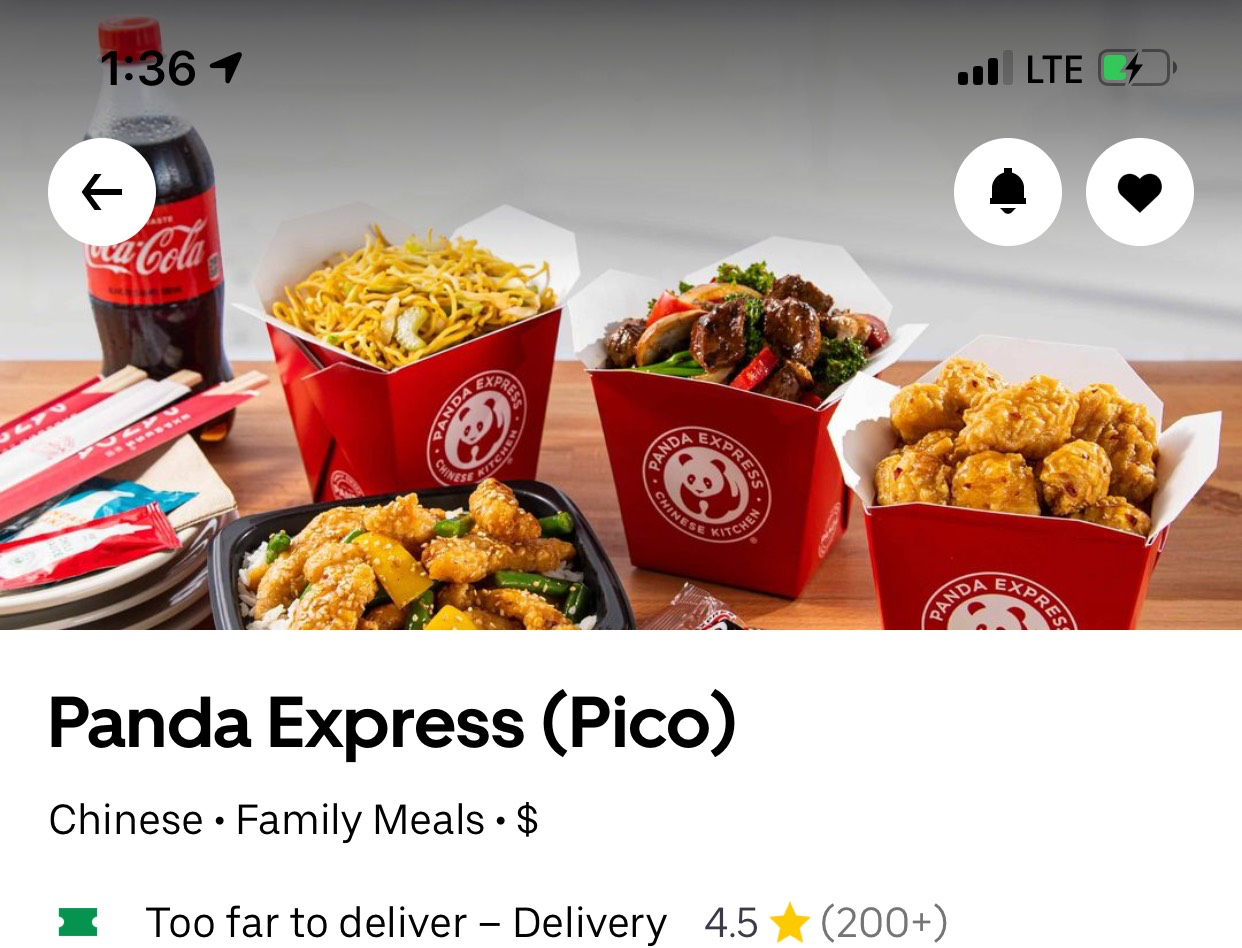 1:36 LTE
TASTE
Coca-Cola
PANDA EXPRESS
CHINESE KITCHEN
PANDA EXPRESS
CHINESE KITCHEN
PANDA EXPRESS
Panda Express (Pico)
Chinese • Family Meals • $
Too far to deliver – Delivery 4.5 ★ (200+)